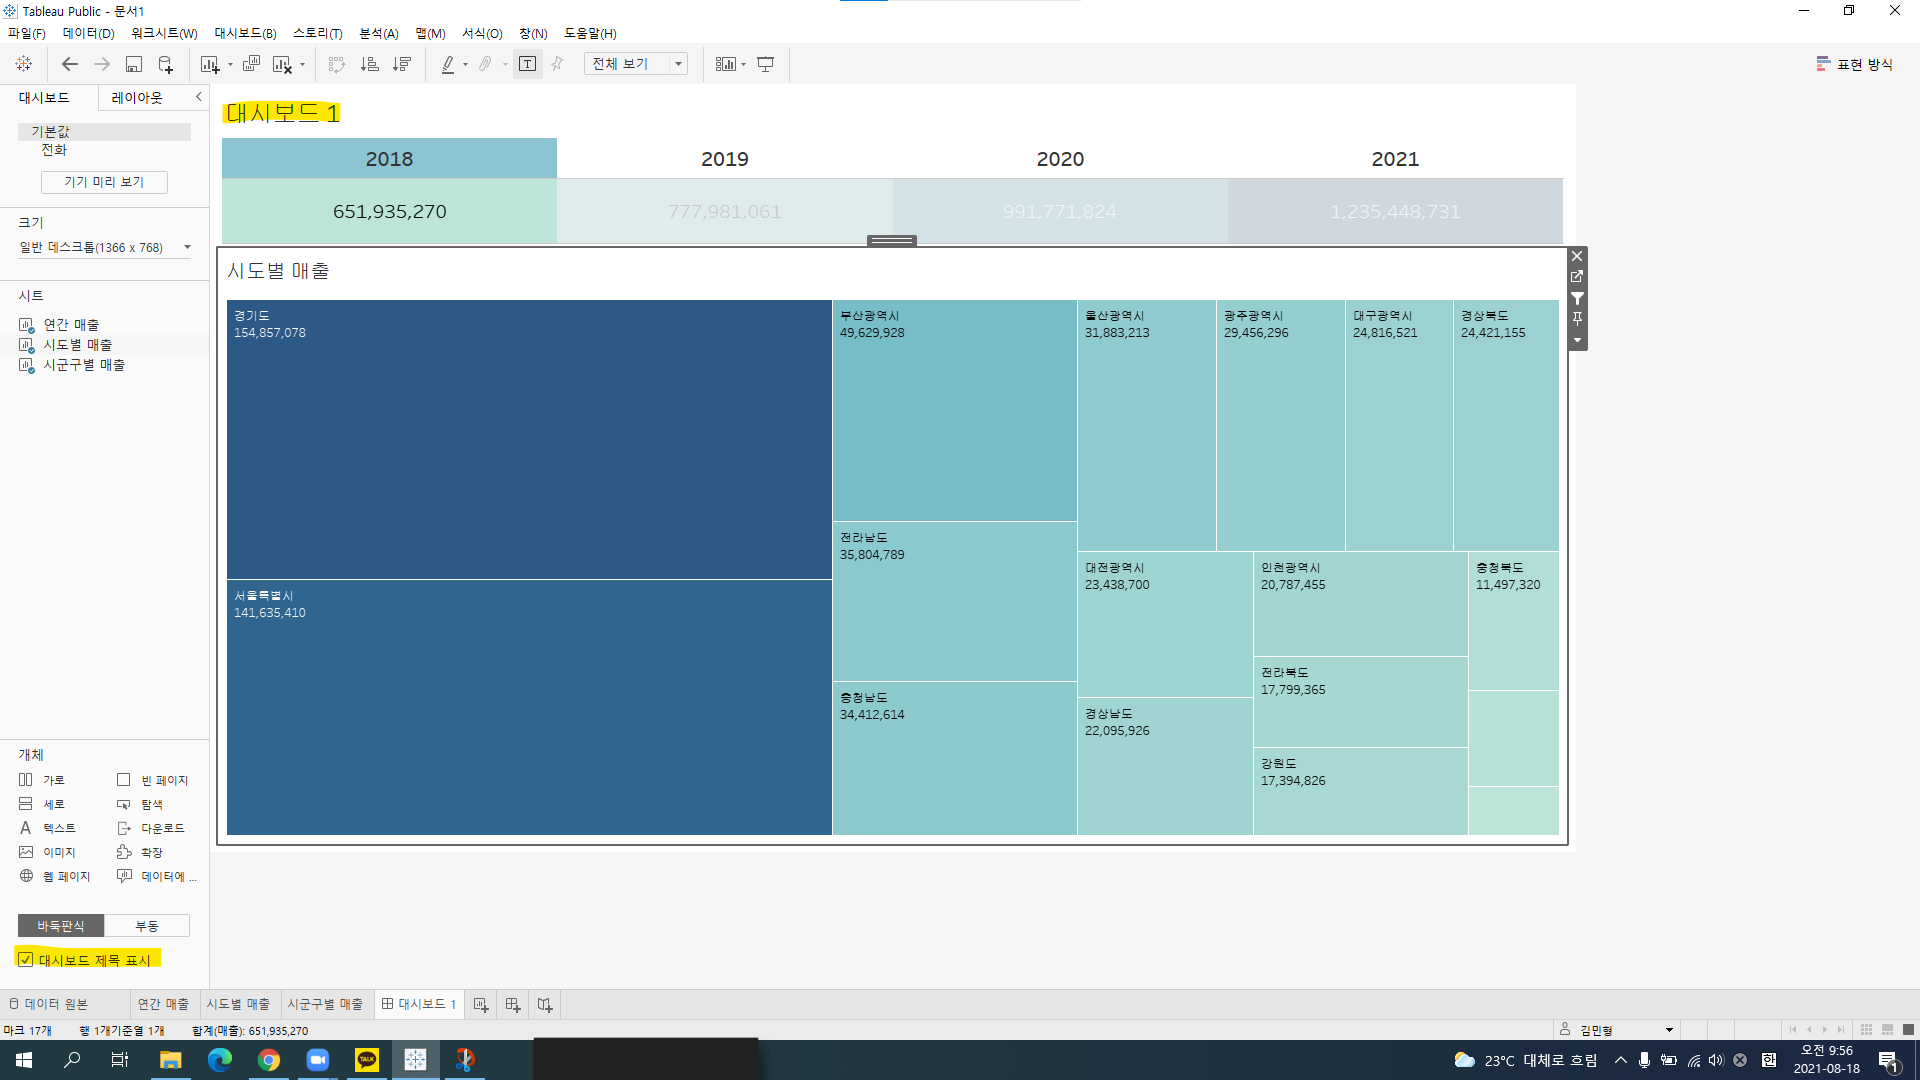 Tableau Public - 문서1
파일(F) 데이터(D) 워크시트(W) 대시보드(B) 스토리(T) 분석(A) 맵(M) 서식(O) 창(N) 도움말(H)
전체 보기
표현 방식
대시보드 레이아웃
기본값
전화
기기 미리 보기
크기
일반 데스크톱(1366 x 768)
시트
연간 매출
시도별 매출
시군구별 매출
개체
가로 빈 페이지
세로 탐색
A 텍스트 다운로드
이미지 확장
웹 페이지 데이터에 ...
바둑판식 부동
대시보드 제목 표시
대시보드 1
2018 2019 2020 2021
651,935,270 777,981,061 991,771,824 1,235,448,731
시도별 매출
경기도
154,857,078
서울특별시
141,635,410
부산광역시
49,629,928
전라남도
35,804,789
충청남도
34,412,614
울산광역시
31,883,213
광주광역시
29,456,296
대구광역시
24,816,521
경상북도
24,421,155
대전광역시
23,438,700
경상남도
22,095,926
인천광역시
20,787,455
전라북도
17,799,365
강원도
17,394,826
충청북도
11,497,320
데이터 원본 연간 매출 시도별 매출 시군구별 매출 대시보드 1
마크 17개 행 1개기준열 1개 합계(매출): 651,935,270
김민형
TALK
23°C 대체로 흐림
한
오전 9:56
2021-08-18
1